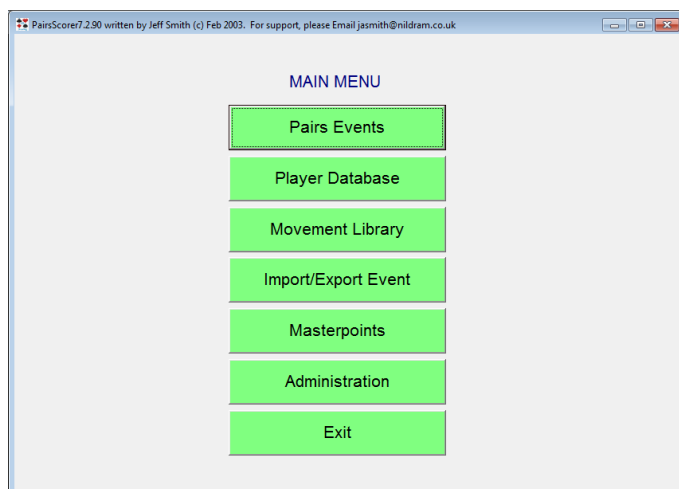 PairsScorer7.2.90 written by Jeff Smith (c) Feb 2003. For support, please Email jasmith@nildram.co.uk
MAIN MENU
Pairs Events
Player Database
Movement Library
Import/Export Event
Masterpoints
Administration
Exit